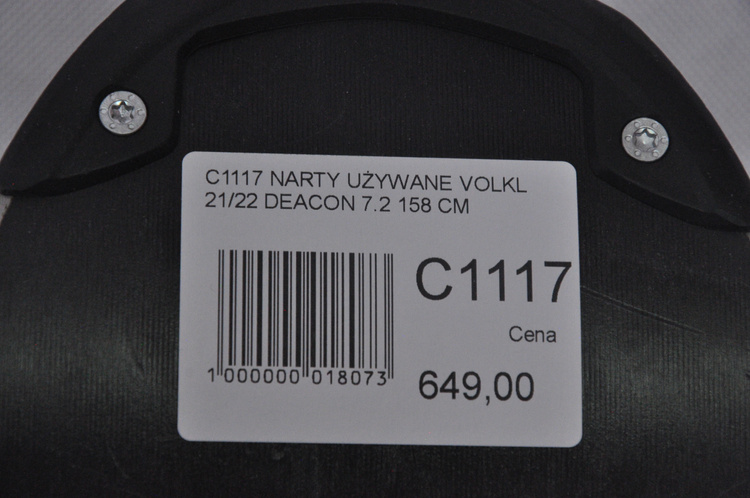 C1117 NARTY UŻYWANE VOLKL
21/22 DEACON 7.2 158 CM
C1117
Cena
1 000000 018073
649,00